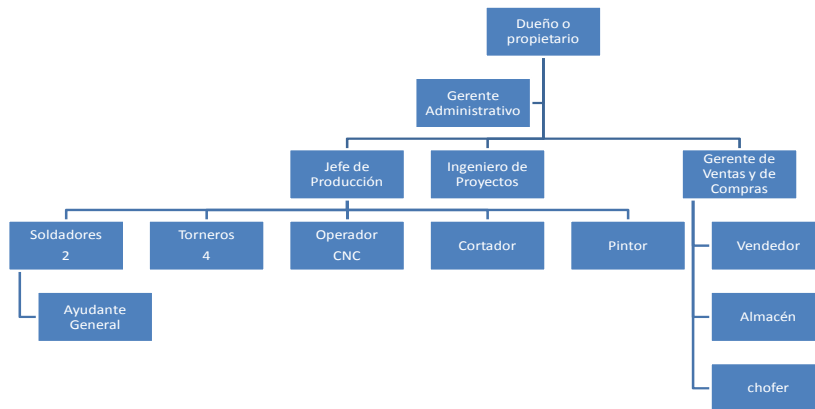 Dueño o
propietario
Gerente
Administrativo
Jefe de
Producción
Ingeniero de
Proyectos
Gerente de
Ventas y de
Compras
Soldadores
2
Torneros
4
Operador
CNC
Cortador
Pintor
Vendedor
Ayudante
General
Almacén
chofer